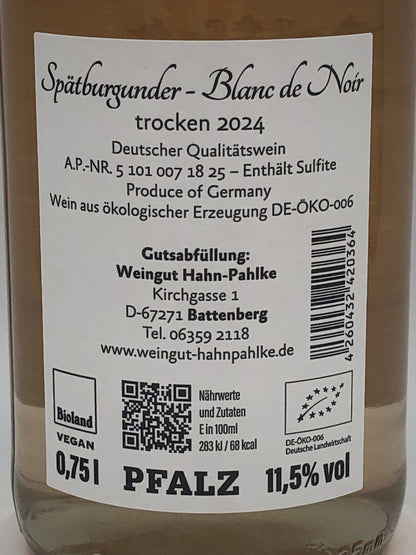 Spätburgunder - Blanc de Noir
trocken 2024
Deutscher Qualitätswein
A.P.-NR. 5 101 007 18 25 – Enthält Sulfite
Produce of Germany
Wein aus ökologischer Erzeugung DE-ÖKO-006
Gutsabfüllung:
Weingut Hahn-Pahlke
Kirchgasse 1
D-67271 Battenberg
Tel. 06359 2118
www.weingut-hahnpahlke.de
4 260432 420364
Bioland
VEGAN
Nährwerte
und Zutaten
E in 100ml
283 kJ / 68 kcal
DE-ÖKO-006
Deutsche Landwirtschaft
0,75 l PFALZ 11,5% vol